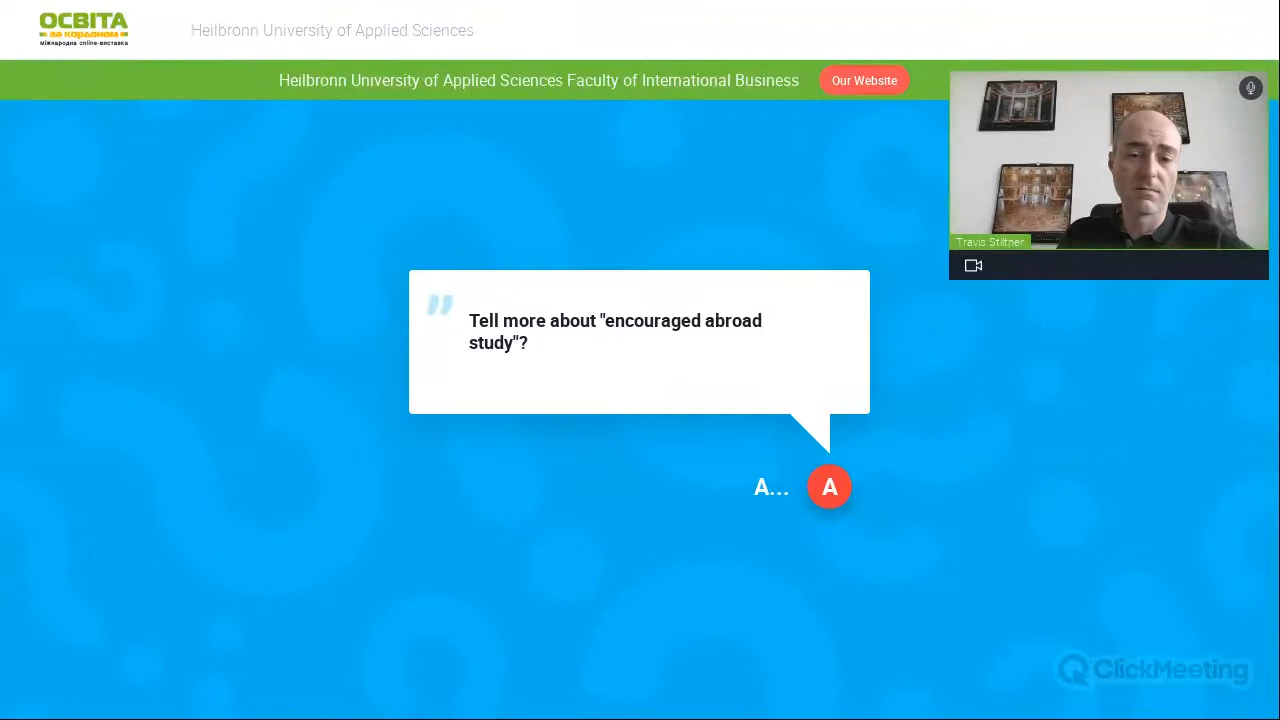 ОСВІТА
за кордоном
міжнародна online-виставка
Heilbronn University of Applied Sciences
Heilbronn University of Applied Sciences Faculty of International Business
Our Website
Travis Stiltner
Tell more about "encouraged abroad
study"?
A...
A
ClickMeeting